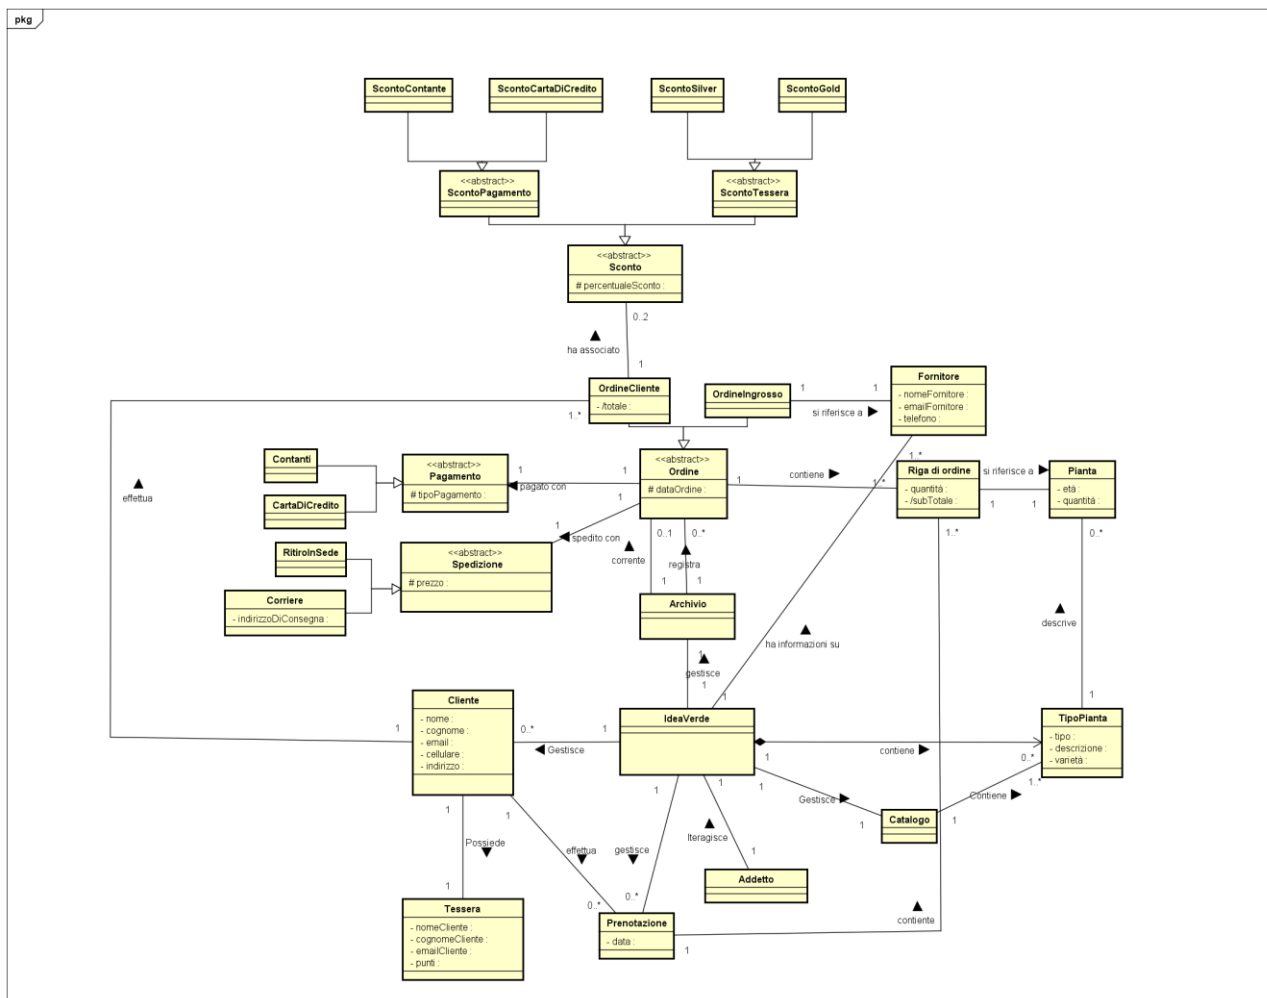 pkg
ScontoContante
ScontoCartaDiCredito
ScontoSilver
ScontoGold
<<abstract>>
ScontoPagamento
<<abstract>>
ScontoTessera
<<abstract>>
Sconto
# percentualeSconto :
0..2
ha associato
1
OrdineCliente
- /totale :
1..*
OrdineIngrosso
1
1
si riferisce a
Fornitore
- nomeFornitore :
- emailFornitore :
- telefono :
1..*
Contanti
CartaDiCredito
<<abstract>>
Pagamento
# tipoPagamento :
1
1
pagato con
<<abstract>>
Ordine
# dataOrdine :
1
contiene
1..*
Riga di ordine
- quantità :
- /subTotale :
si riferisce a
1
1
Pianta
- età :
- quantità :
effettua
RitiroInSede
Corriere
- indirizzoDiConsegna :
<<abstract>>
Spedizione
# prezzo :
1
1
spedito con
0..1
0..*
corrente
registra
1
1
1..*
0..*
Archivio
1
gestisce
1
ha informazioni su
1
descrive
1
Cliente
- nome :
- cognome :
- email :
- cellulare :
- indirizzo :
1
0..*
1
Gestisce
IdeaVerde
1
contiene
0..*
TipoPianta
- tipo :
- descrizione :
- varietà :
1
Gestisce
1
Catalogo
1
Contiene
1..*
1
Possiede
1
1
effettua
0..*
1
gestisce
0..*
1
Iteragisce
1
Addetto
Tessera
- nomeCliente :
- cognomeCliente :
- emailCliente :
- punti :
Prenotazione
- data :
1
contiente